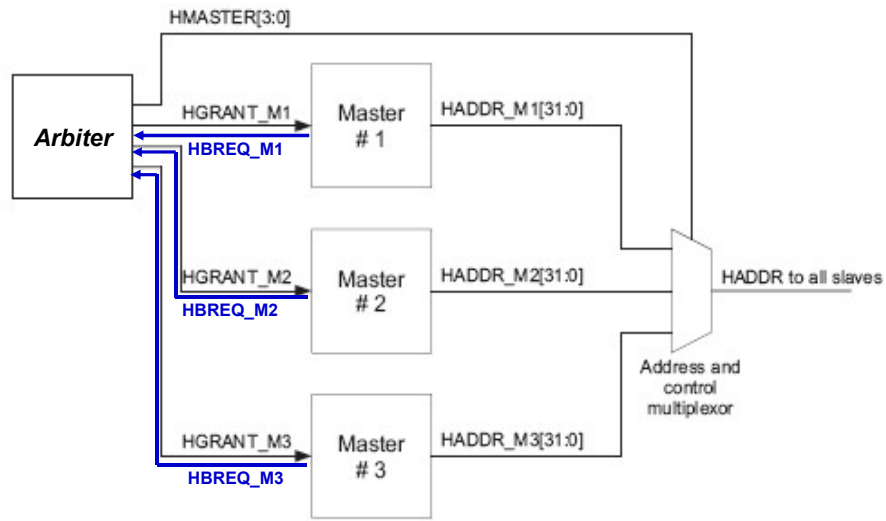 HMASTER[3:0]
Arbiter
HGRANT_M1
HBREQ_M1
Master
# 1
HADDR_M1[31:0]
HGRANT_M2
HBREQ_M2
Master
# 2
HADDR_M2[31:0]
HADDR to all slaves
Address and
control
multiplexor
HGRANT_M3
HBREQ_M3
Master
# 3
HADDR_M3[31:0]